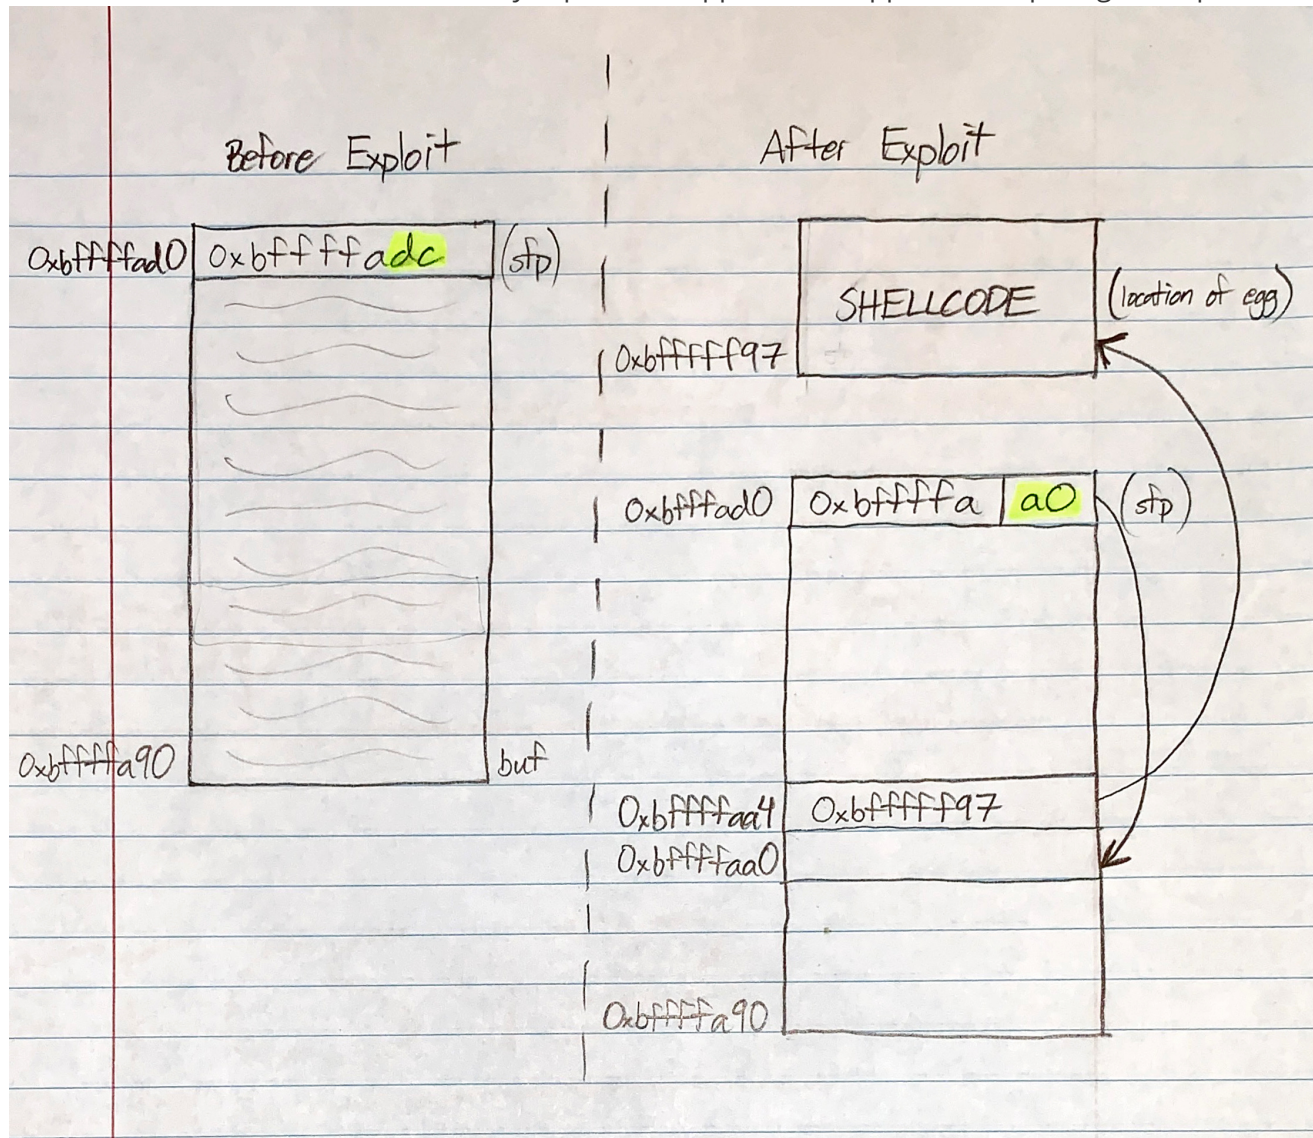 Before Exploit
0xbffffad0
0xbffffadc
(sfp)
0xbffffa90
buf
After Exploit
SHELLCODE
(location of egg)
0xbfffff97
0xbfffad0
0xbffffa
a0
(sfp)
0xbffffaa4
0xbfffff97
0xbffffaa0
0xbffffa90